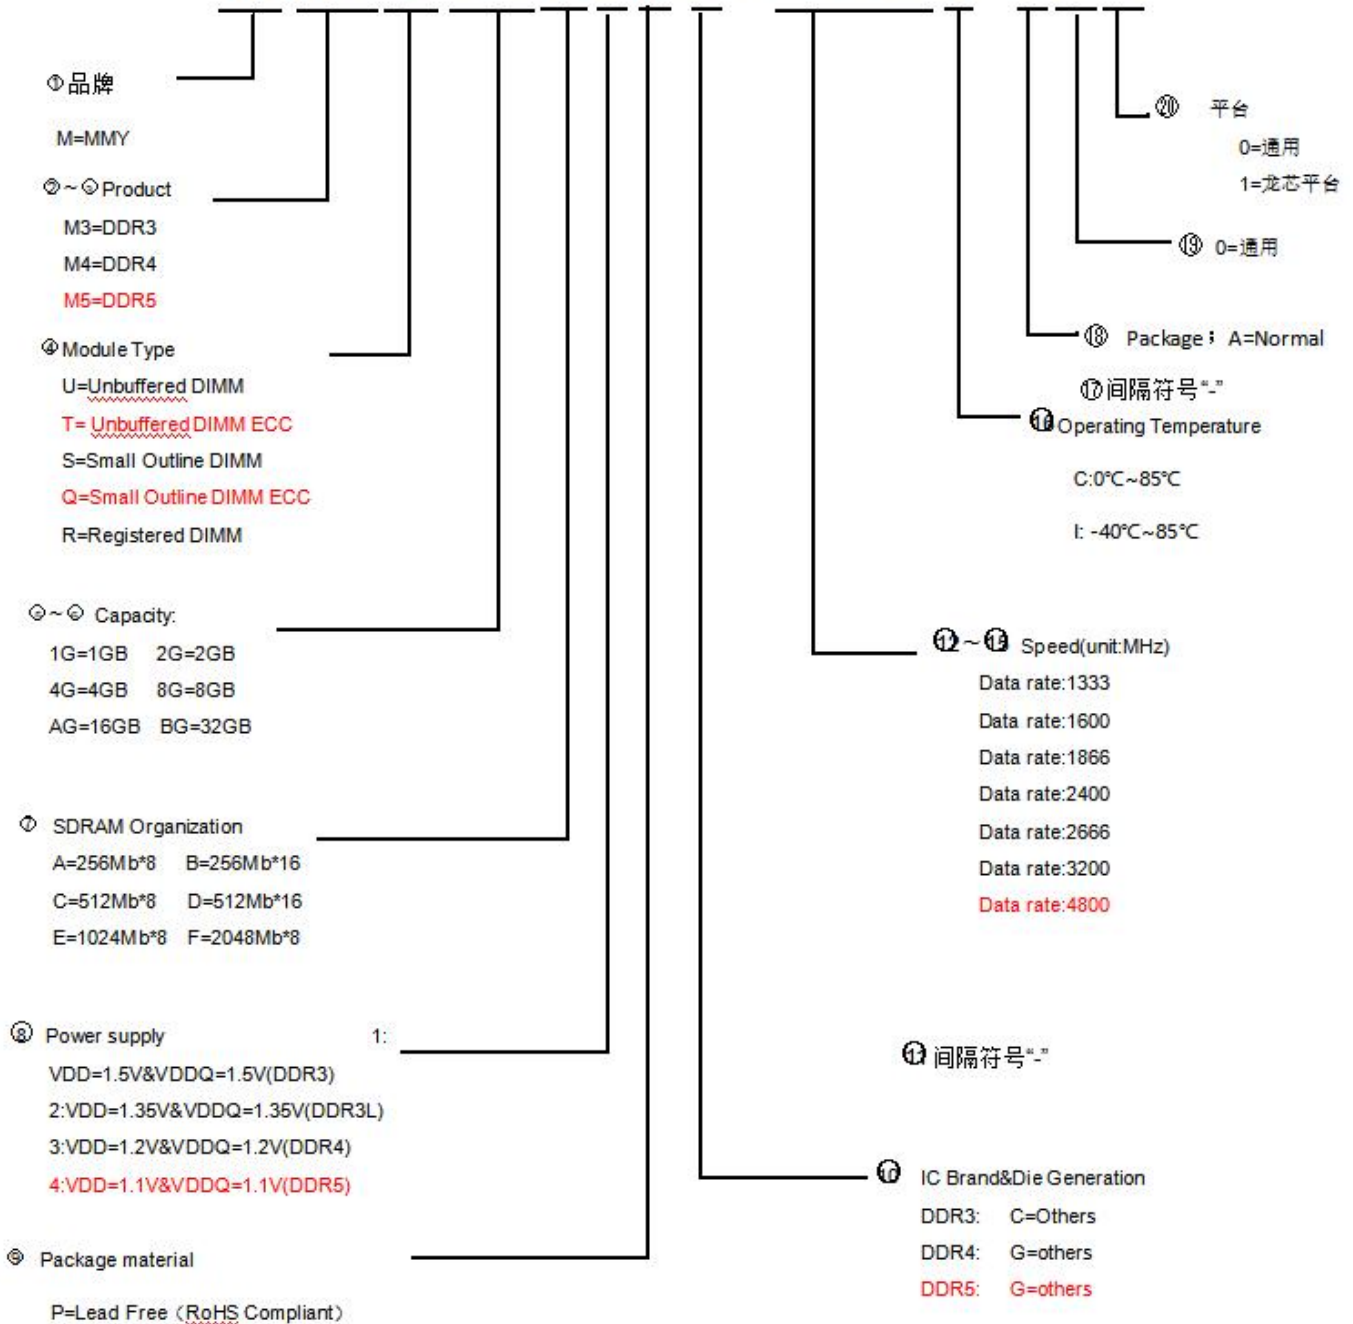 ①品牌
M=MMY
②~③Product
M3=DDR3
M4=DDR4
M5=DDR5
④Module Type
U=Unbuffered DIMM
T= Unbuffered DIMM ECC
S=Small Outline DIMM
Q=Small Outline DIMM ECC
R=Registered DIMM
⑤~⑥ Capacity:
1G=1GB 2G=2GB
4G=4GB 8G=8GB
AG=16GB BG=32GB
⑦ SDRAM Organization
A=256Mb*8 B=256Mb*16
C=512Mb*8 D=512Mb*16
E=1024Mb*8 F=2048Mb*8
⑧ Power supply 1:
VDD=1.5V&VDDQ=1.5V(DDR3)
2:VDD=1.35V&VDDQ=1.35V(DDR3L)
3:VDD=1.2V&VDDQ=1.2V(DDR4)
4:VDD=1.1V&VDDQ=1.1V(DDR5)
⑨ Package material
P=Lead Free（RoHS Compliant）
⑳ 平台
0=通用
1=龙芯平台
⑲ 0=通用
⑱ Package；A=Normal
⑰间隔符号“-”
⑯Operating Temperature
C:0℃~85℃
I: -40℃~85℃
⑫~⑮ Speed(unit:MHz)
Data rate:1333
Data rate:1600
Data rate:1866
Data rate:2400
Data rate:2666
Data rate:3200
Data rate:4800
⑪间隔符号“-”
⑩ IC Brand&Die Generation
DDR3: C=Others
DDR4: G=others
DDR5: G=others